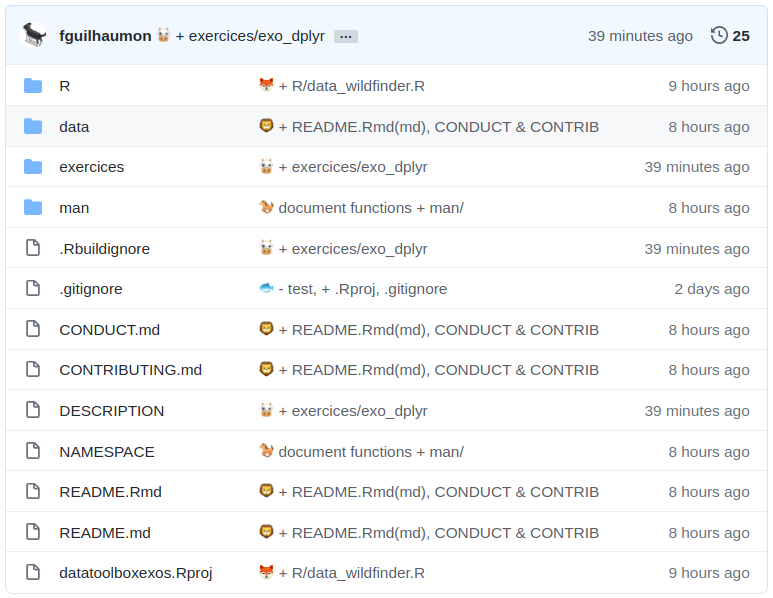 fguilhaumon 🐮 + exercices/exo_dplyr ... 39 minutes ago 25
R 🦊 + R/data_wildfinder.R 9 hours ago
data 🦁 + README.Rmd(md), CONDUCT & CONTRIB 8 hours ago
exercices 🐮 + exercices/exo_dplyr 39 minutes ago
man 🐿 document functions + man/ 8 hours ago
.Rbuildignore 🐮 + exercices/exo_dplyr 39 minutes ago
.gitignore 🐟 - test, + .Rproj, .gitignore 2 days ago
CONDUCT.md 🦁 + README.Rmd(md), CONDUCT & CONTRIB 8 hours ago
CONTRIBUTING.md 🦁 + README.Rmd(md), CONDUCT & CONTRIB 8 hours ago
DESCRIPTION 🐮 + exercices/exo_dplyr 39 minutes ago
NAMESPACE 🐿 document functions + man/ 8 hours ago
README.Rmd 🦁 + README.Rmd(md), CONDUCT & CONTRIB 8 hours ago
README.md 🦁 + README.Rmd(md), CONDUCT & CONTRIB 8 hours ago
datatoolboxexos.Rproj 🦊 + R/data_wildfinder.R 9 hours ago